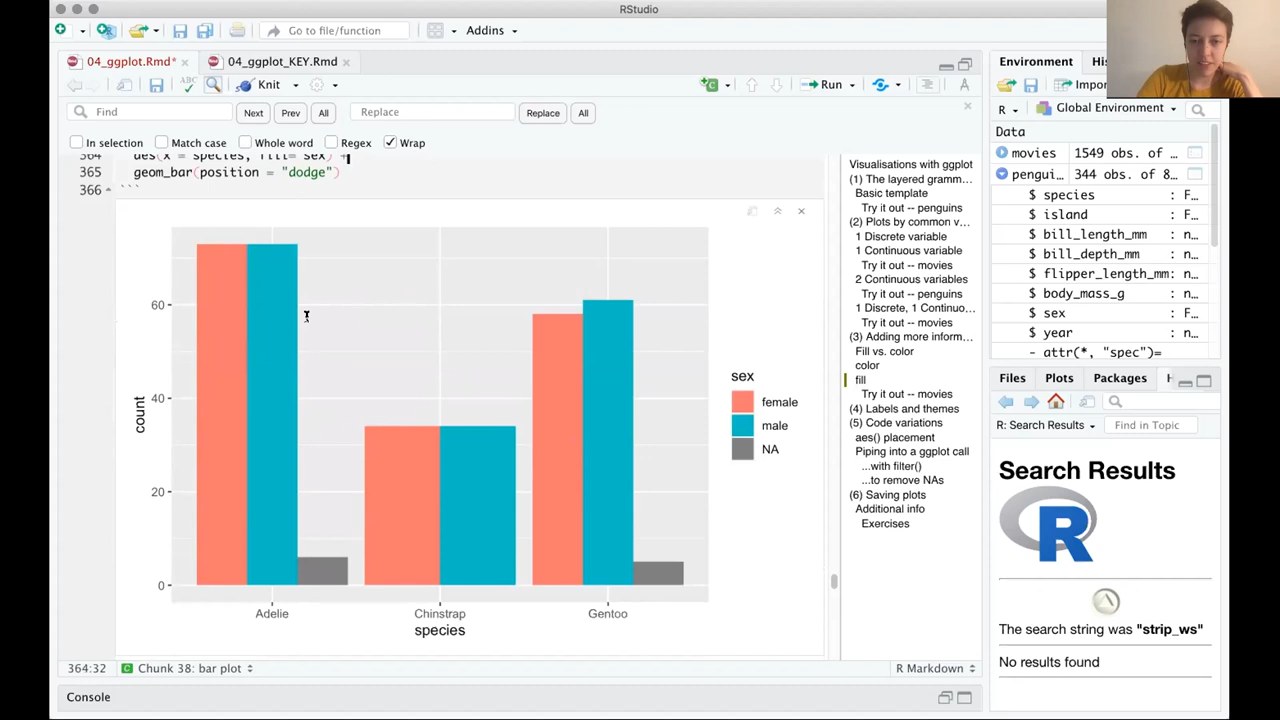 RStudio
Go to file/function
Addins
04_ggplot.Rmd*
04_ggplot_KEY.Rmd
ABC
Knit
Run
Find
Next
Prev
All
Replace
Replace
All
In selection
Match case
Whole word
Regex
Wrap
364 aes(x = species, fill= sex) +
365 geom_bar(position = "dodge")
366 ```
count
60
40
20
0
Adelie
Chinstrap
Gentoo
species
sex
female
male
NA
364:32
Chunk 38: bar plot
R Markdown
Console
Visualisations with ggplot
(1) The layered gramm...
Basic template
Try it out -- penguins
(2) Plots by common v...
1 Discrete variable
1 Continuous variable
Try it out -- movies
2 Continuous variables
Try it out -- penguins
1 Discrete, 1 Continuo...
Try it out -- movies
(3) Adding more inform...
Fill vs. color
color
fill
Try it out -- movies
(4) Labels and themes
(5) Code variations
aes() placement
Piping into a ggplot call
...with filter()
...to remove NAs
(6) Saving plots
Additional info
Exercises
Environment
His
Impor
R
Global Environment
Data
movies 1549 obs. of …
pengui… 344 obs. of 8…
$ species : F…
$ island : F…
$ bill_length_mm : n…
$ bill_depth_mm : n…
$ flipper_length_mm: n…
$ body_mass_g : n…
$ sex : F…
$ year : n…
- attr(*, "spec")=
Files
Plots
Packages
H
R: Search Results
Find in Topic
Search Results
R
The search string was "strip_ws"
No results found